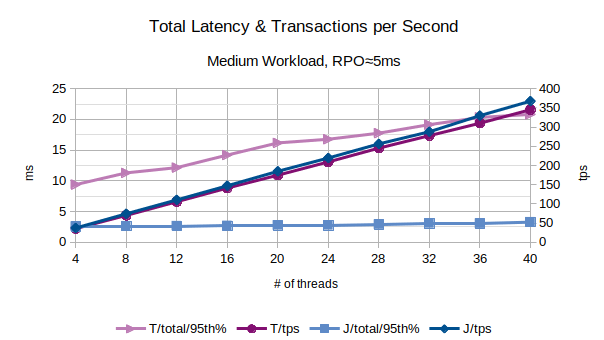 Total Latency & Transactions per Second
Medium Workload, RPO≈5ms
25 400
350
20 300
15 250
200
10 150
5 100
50
0 0
ms
tps
4 8 12 16 20 24 28 32 36 40
# of threads
T/total/95th% T/tps J/total/95th% J/tps